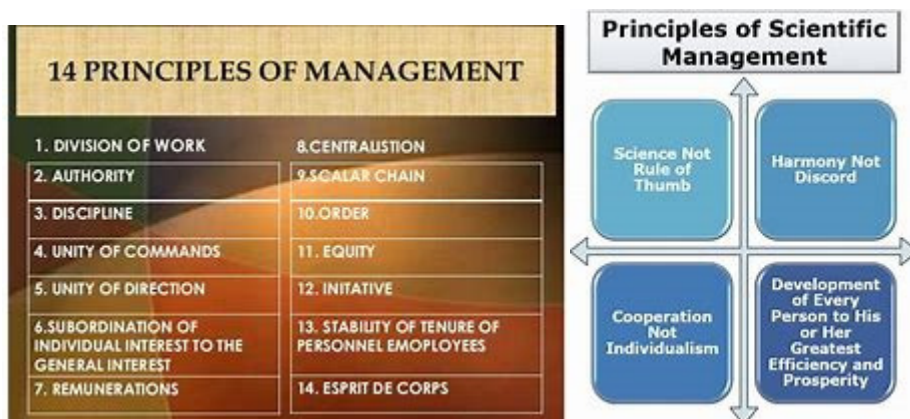 14 PRINCIPLES OF MANAGEMENT
1. DIVISION OF WORK
2. AUTHORITY
3. DISCIPLINE
4. UNITY OF COMMANDS
5. UNITY OF DIRECTION
6.SUBORDINATION OF
INDIVIDUAL INTEREST TO THE
GENERAL INTEREST
7. REMUNERATIONS
8.CENTRALUSTION
9.SCALAR CHAIN
10.ORDER
11. EQUITY
12. INITATIVE
13. STABILITY OF TENURE OF
PERSONNEL EMOPLOYEES
14. ESPRIT DE CORPS
Principles of Scientific
Management
Science Not
Rule of
Thumb
Harmony Not
Discord
Cooperation
Not
Individualism
Development
of Every
Person to His
or Her
Greatest
Efficiency and
Prosperity